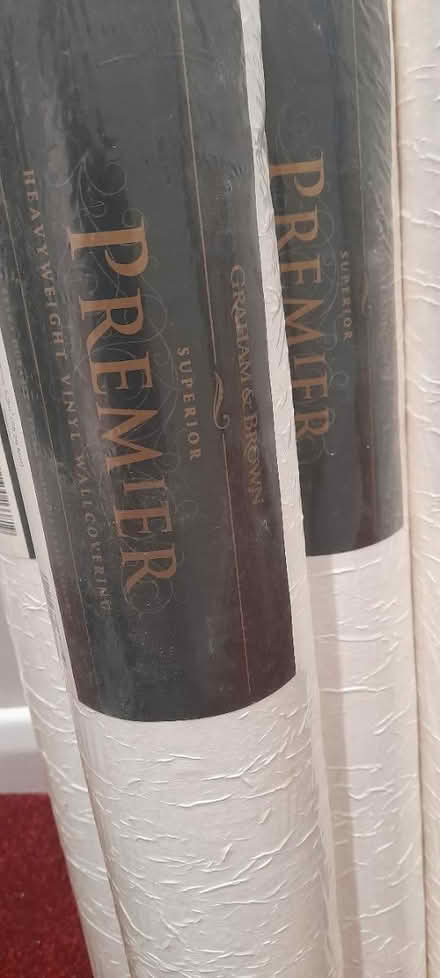 GRAHAM & BROWN
SUPERIOR
PREMIER
HEAVYWEIGHT VINYL WALLCOVERING
SUPERIOR
PREMIER